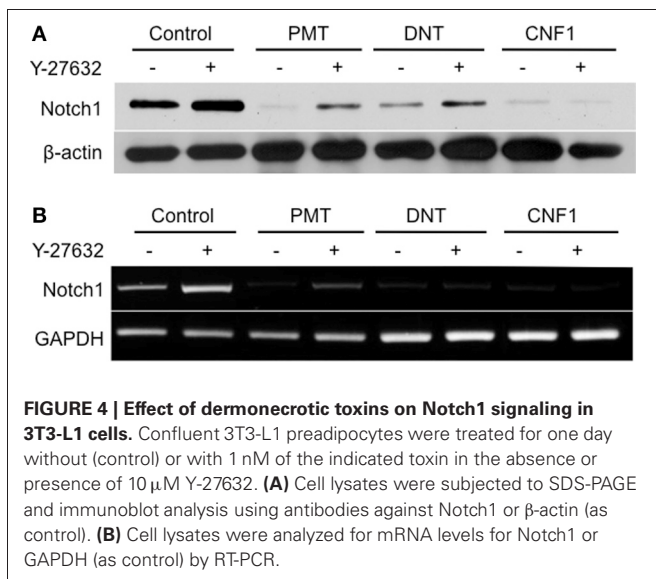 A
Control PMT DNT CNF1
Y-27632 - + - + - + - +
Notch1
β-actin
B
Control PMT DNT CNF1
Y-27632 - + - + - + - +
Notch1
GAPDH
FIGURE 4 | Effect of dermonecrotic toxins on Notch1 signaling in
3T3-L1 cells. Confluent 3T3-L1 preadipocytes were treated for one day
without (control) or with 1 nM of the indicated toxin in the absence or
presence of 10 μM Y-27632. (A) Cell lysates were subjected to SDS-PAGE
and immunoblot analysis using antibodies against Notch1 or β-actin (as
control). (B) Cell lysates were analyzed for mRNA levels for Notch1 or
GAPDH (as control) by RT-PCR.